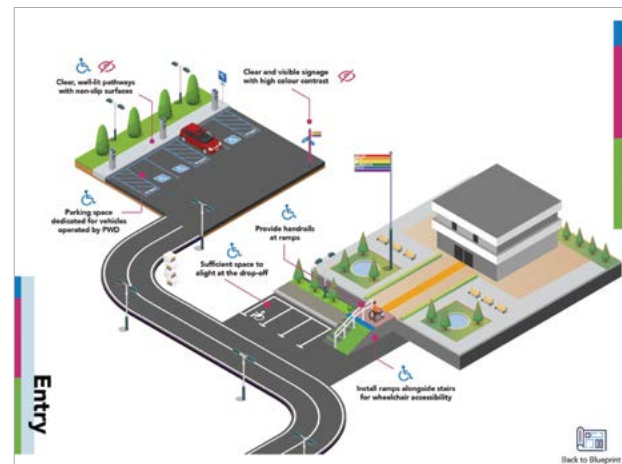 Clear, well-lit pathways
with non-slip surfaces
Clear and visible signage
with high colour contrast
Parking space
dedicated for vehicles
operated by PWD
Provide handrails
at ramps
Sufficient space to
alight at the drop-off
Install ramps alongside stairs
for wheelchair accessibility
Entry
Back to Blueprint